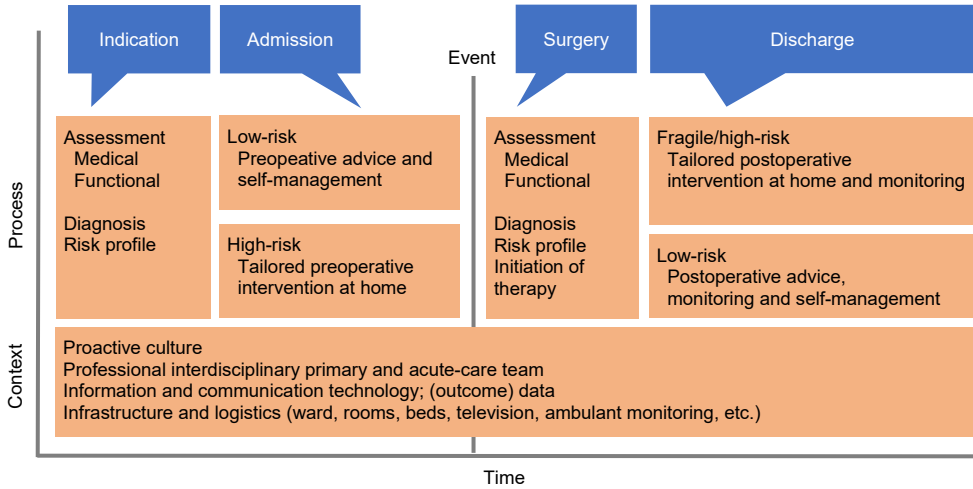 Indication
Admission
Event
Surgery
Discharge
Process
Assessment
Medical
Functional
Diagnosis
Risk profile
Low-risk
Preopeative advice and
self-management
High-risk
Tailored preoperative
intervention at home
Assessment
Medical
Functional
Diagnosis
Risk profile
Initiation of
therapy
Fragile/high-risk
Tailored postoperative
intervention at home and monitoring
Low-risk
Postoperative advice,
monitoring and self-management
Context
Proactive culture
Professional interdisciplinary primary and acute-care team
Information and communication technology; (outcome) data
Infrastructure and logistics (ward, rooms, beds, television, ambulant monitoring, etc.)
Time